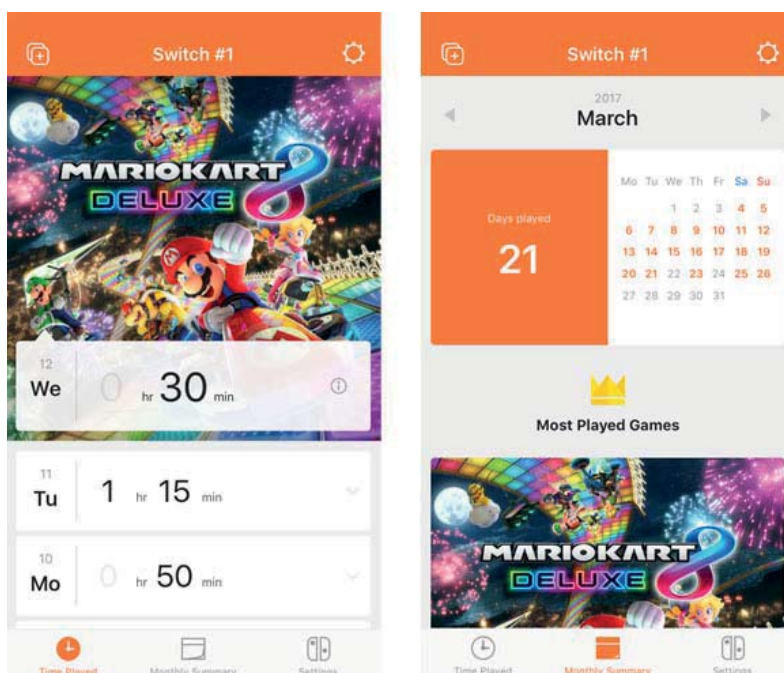 Switch #1
MARIOKART 8
DELUXE
12
We
0 hr 30 min
11
Tu
1 hr 15 min
10
Mo
0 hr 50 min
Time Played
Monthly Summary
Settings
Switch #1
2017
March
Days played
21
Mo Tu We Th Fr Sa Su
1 2 3 4 5
6 7 8 9 10 11 12
13 14 15 16 17 18 19
20 21 22 23 24 25 26
27 28 29 30 31
Most Played Games
MARIOKART 8
DELUXE
Time Played
Monthly Summary
Settings